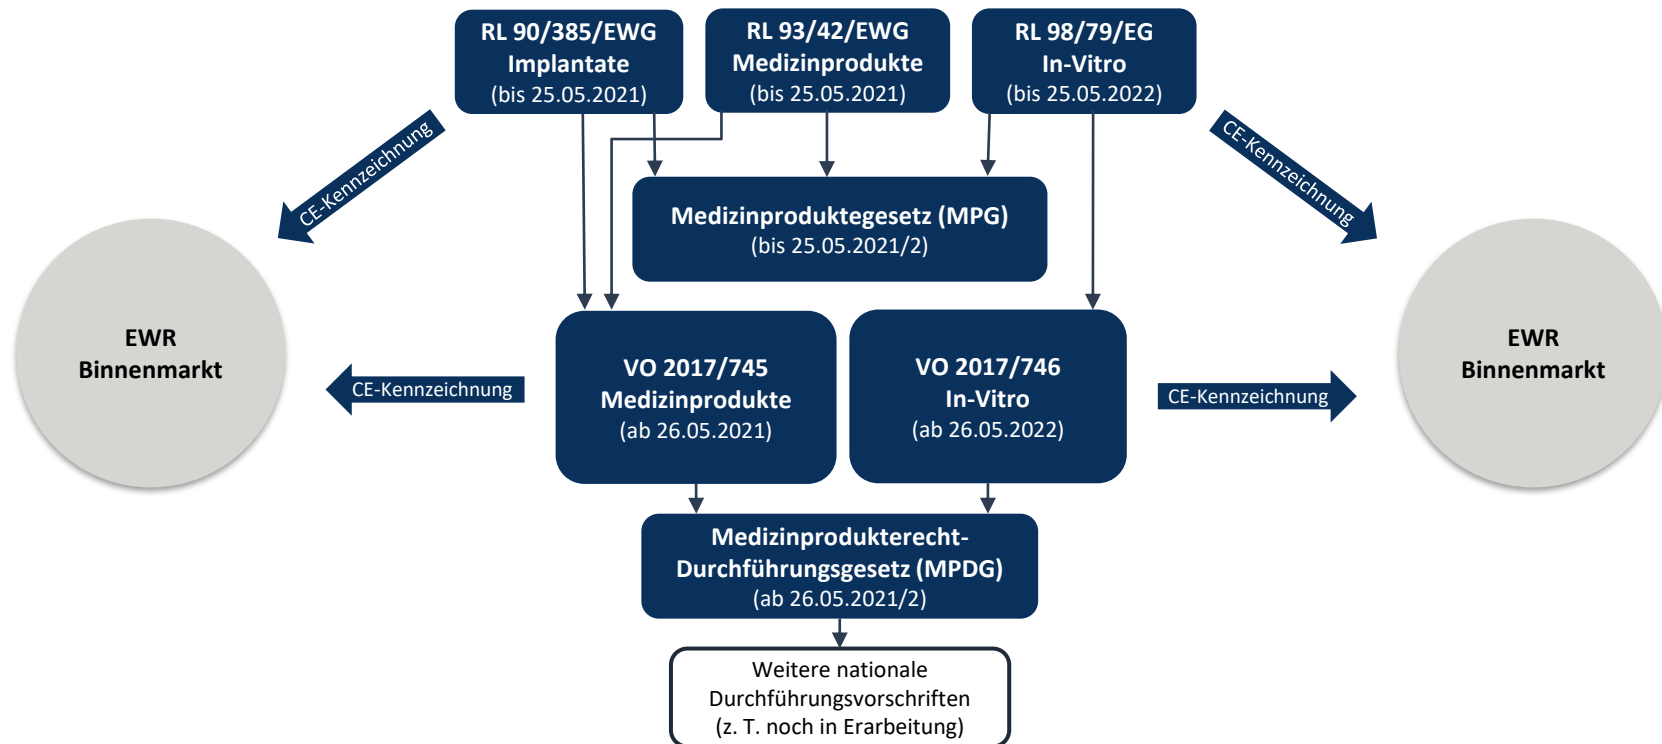 RL 90/385/EWG
Implantate
(bis 25.05.2021)
RL 93/42/EWG
Medizinprodukte
(bis 25.05.2021)
RL 98/79/EG
In-Vitro
(bis 25.05.2022)
CE-Kennzeichnung
CE-Kennzeichnung
Medizinproduktegesetz (MPG)
(bis 25.05.2021/2)
EWR
Binnenmarkt
CE-Kennzeichnung
VO 2017/745
Medizinprodukte
(ab 26.05.2021)
VO 2017/746
In-Vitro
(ab 26.05.2022)
CE-Kennzeichnung
EWR
Binnenmarkt
Medizinprodukterecht-
Durchführungsgesetz (MPDG)
(ab 26.05.2021/2)
Weitere nationale
Durchführungsvorschriften
(z. T. noch in Erarbeitung)